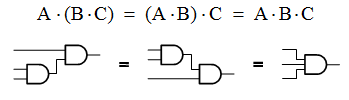 A · (B · C) = (A · B) · C = A · B · C
= =